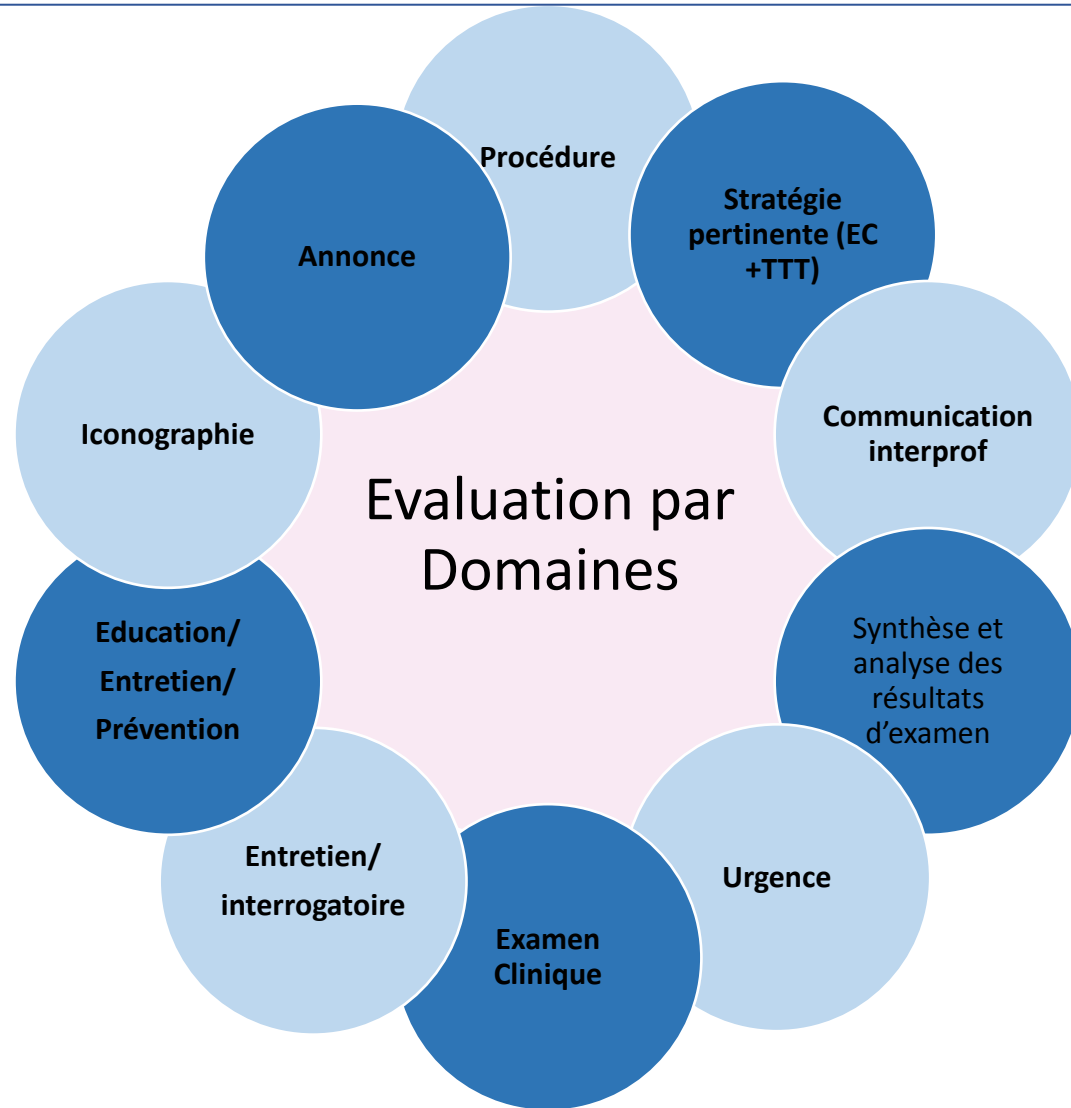 Procédure
Stratégie
pertinente (EC
+TTT)
Annonce
Communication
interprof
Iconographie
Evaluation par
Domaines
Synthèse et
analyse des
résultats
d’examen
Education/
Entretien/
Prévention
Urgence
Entretien/
interrogatoire
Examen
Clinique